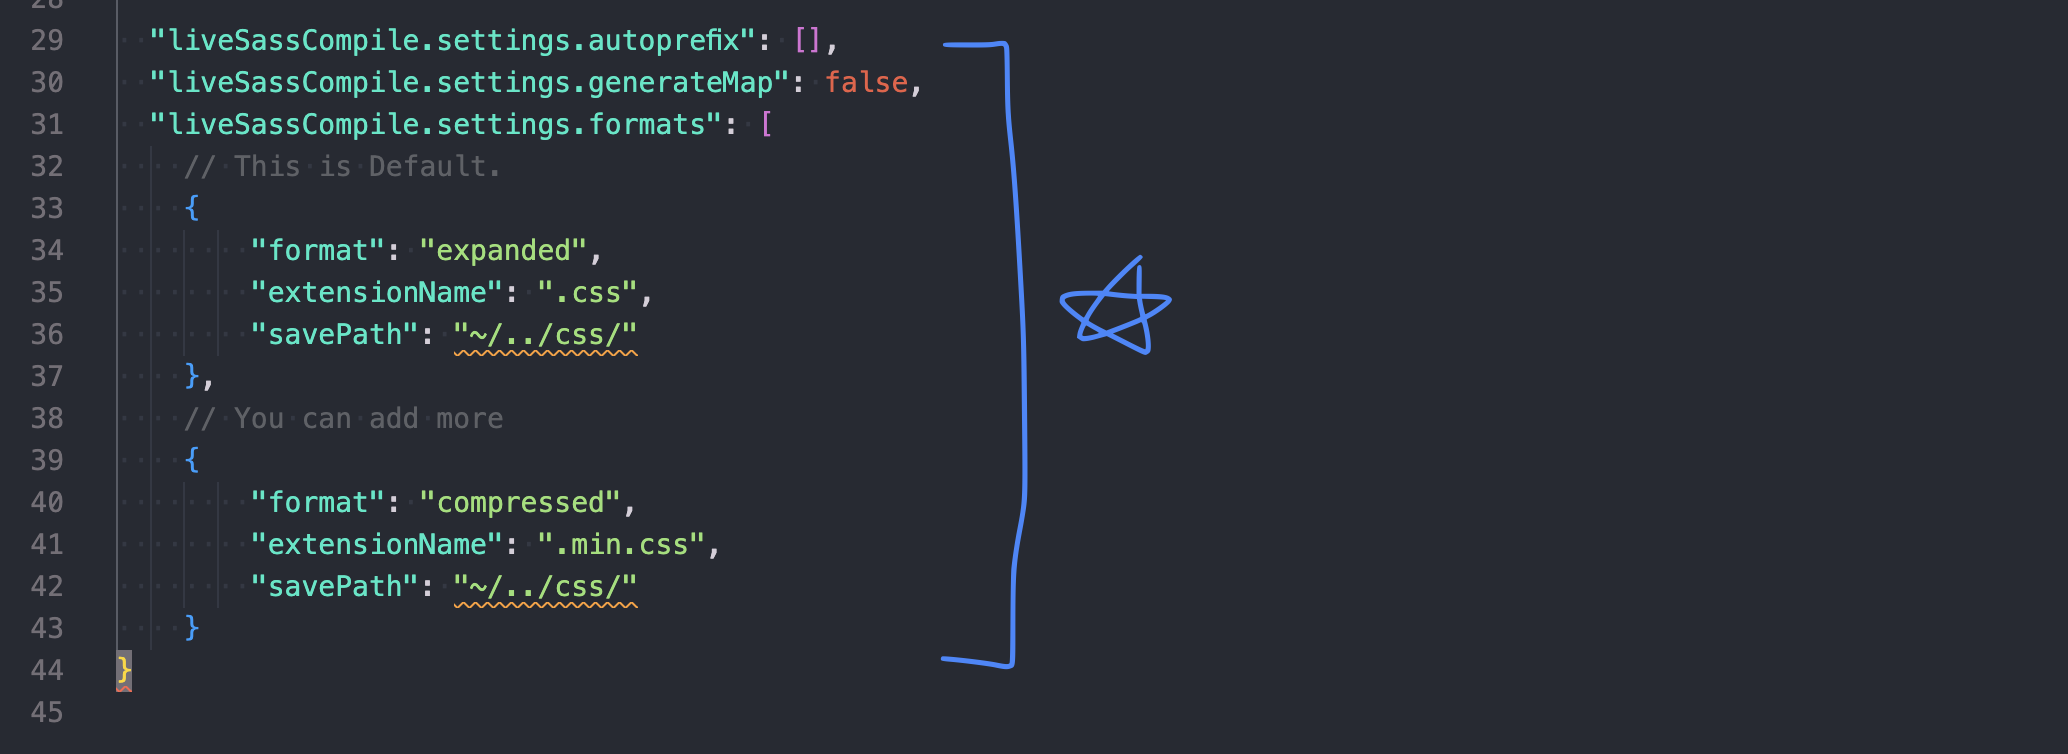 29 "liveSassCompile.settings.autoprefix": [],
30 "liveSassCompile.settings.generateMap": false,
31 "liveSassCompile.settings.formats": [
32 // This is Default.
33 {
34 "format": "expanded",
35 "extensionName": ".css",
36 "savePath": "~/../css/"
37 },
38 // You can add more
39 {
40 "format": "compressed",
41 "extensionName": ".min.css",
42 "savePath": "~/../css/"
43 }
44 }
45